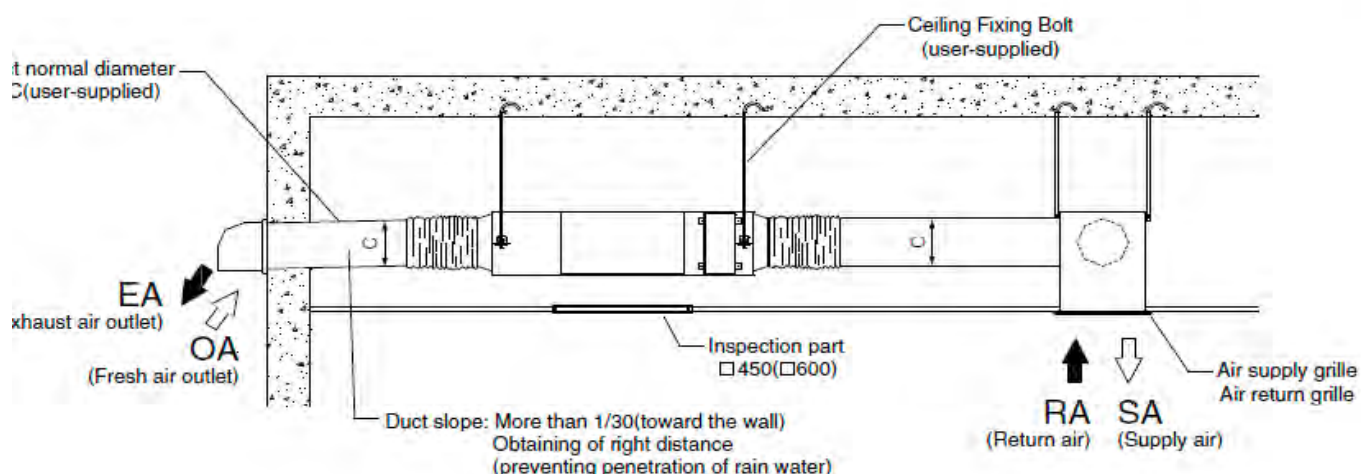 Ceiling Fixing Bolt
(user-supplied)
ct normal diameter
C(user-supplied)
C
C
EA
exhaust air outlet)
OA
(Fresh air outlet)
Inspection part
□450(□600)
Duct slope: More than 1/30(toward the wall)
Obtaining of right distance
(preventing penetration of rain water)
RA
(Return air)
SA
(Supply air)
Air supply grille
Air return grille